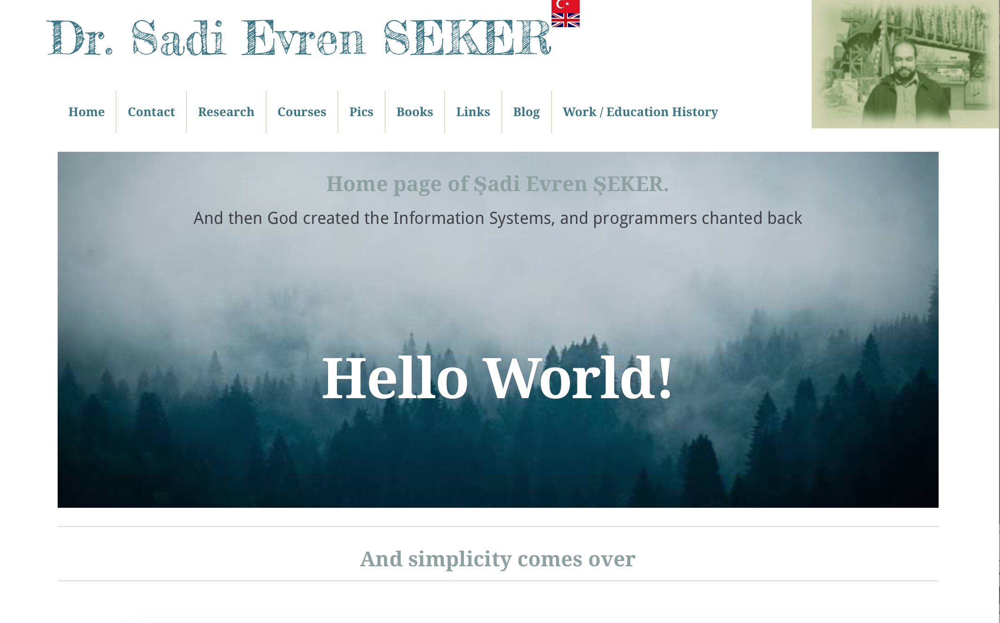 Dr. Sadi Evren SEKER
Home Contact Research Courses Pics Books Links Blog Work / Education History
Home page of Şadi Evren ŞEKER.
And then God created the Information Systems, and programmers chanted back
Hello World!
And simplicity comes over